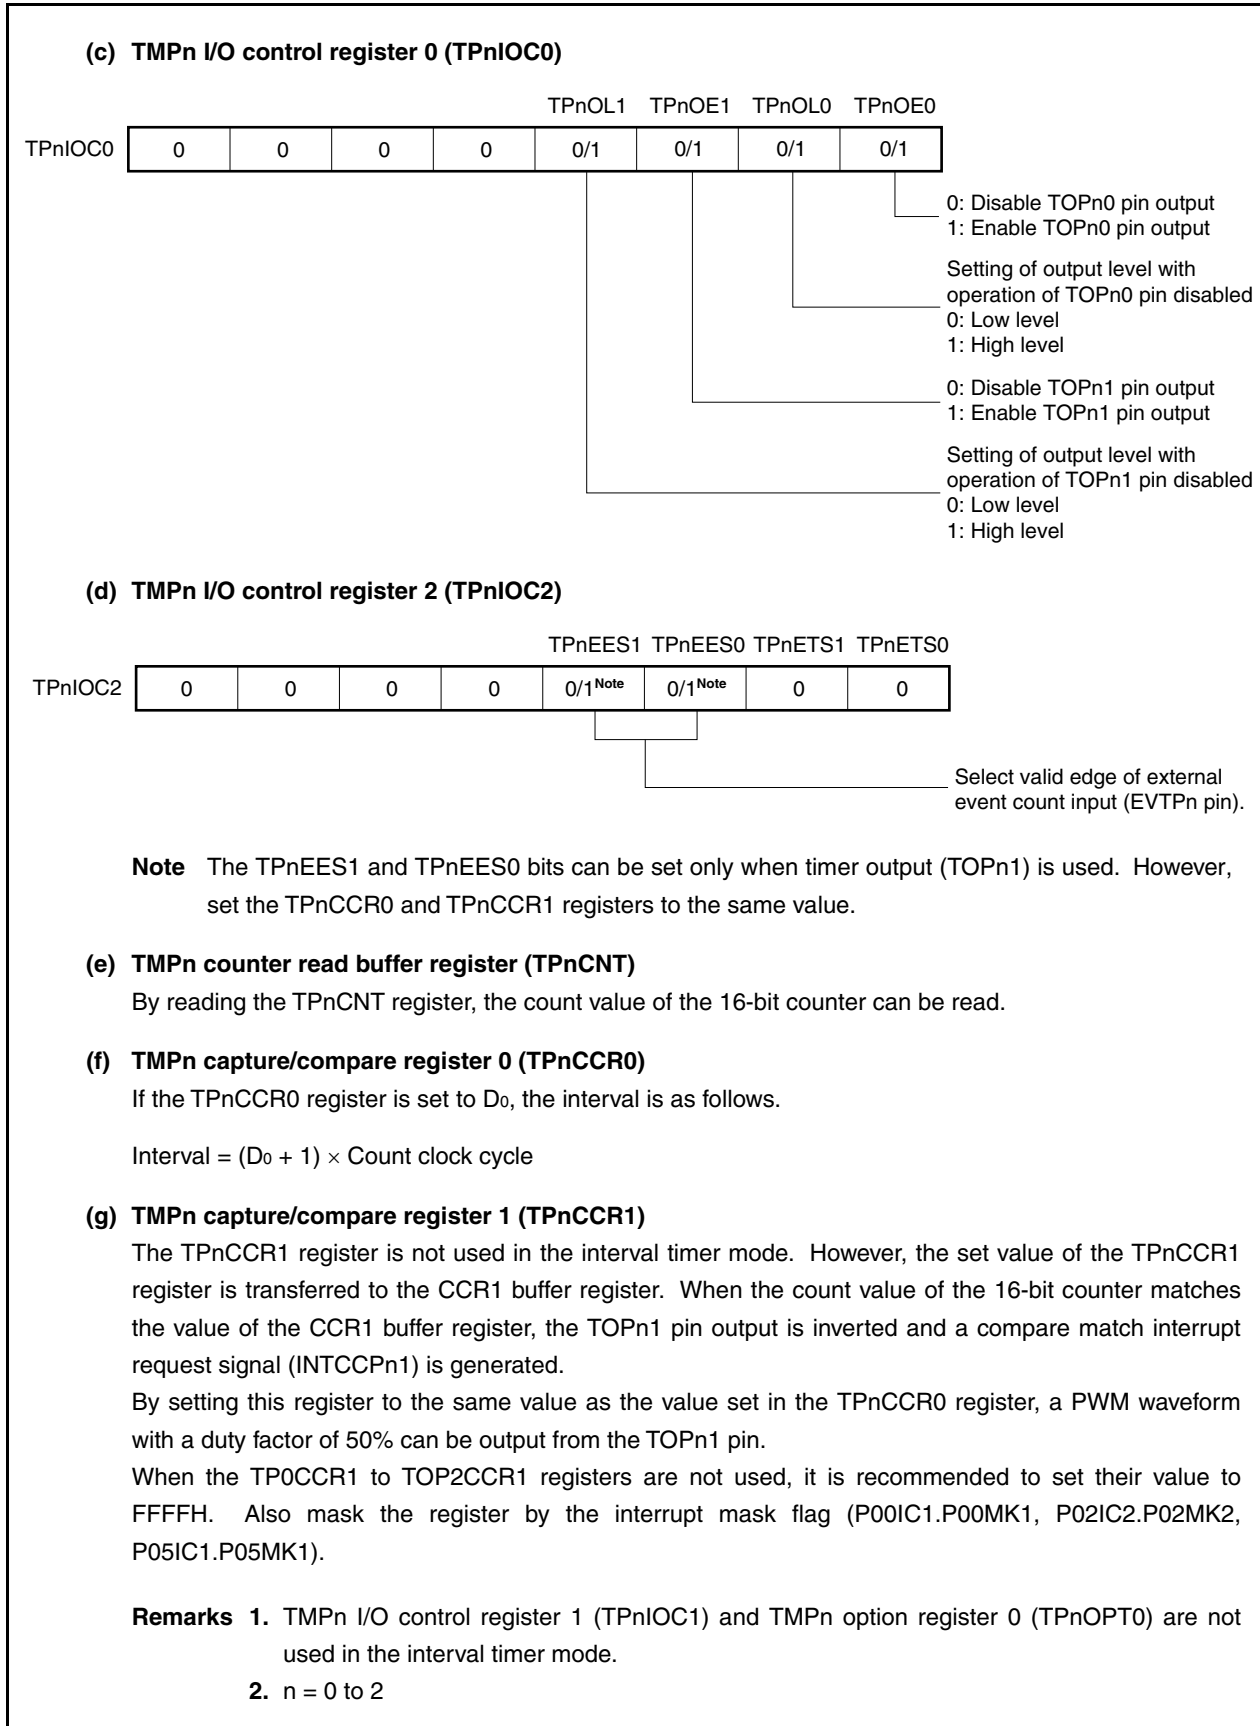 (c) TMPn I/O control register 0 (TPnIOC0)
TPnOL1 TPnOE1 TPnOL0 TPnOE0
TPnIOC0 0 0 0 0 0/1 0/1 0/1 0/1
0: Disable TOPn0 pin output
1: Enable TOPn0 pin output
Setting of output level with
operation of TOPn0 pin disabled
0: Low level
1: High level
0: Disable TOPn1 pin output
1: Enable TOPn1 pin output
Setting of output level with
operation of TOPn1 pin disabled
0: Low level
1: High level
(d) TMPn I/O control register 2 (TPnIOC2)
TPnEES1 TPnEES0 TPnETS1 TPnETS0
TPnIOC2 0 0 0 0 0/1Note 0/1Note 0 0
Select valid edge of external
event count input (EVTPn pin).
Note The TPnEES1 and TPnEES0 bits can be set only when timer output (TOPn1) is used. However,
set the TPnCCR0 and TPnCCR1 registers to the same value.
(e) TMPn counter read buffer register (TPnCNT)
By reading the TPnCNT register, the count value of the 16-bit counter can be read.
(f) TMPn capture/compare register 0 (TPnCCR0)
If the TPnCCR0 register is set to D0, the interval is as follows.
Interval = (D0 + 1) × Count clock cycle
(g) TMPn capture/compare register 1 (TPnCCR1)
The TPnCCR1 register is not used in the interval timer mode. However, the set value of the TPnCCR1
register is transferred to the CCR1 buffer register. When the count value of the 16-bit counter matches
the value of the CCR1 buffer register, the TOPn1 pin output is inverted and a compare match interrupt
request signal (INTCCPn1) is generated.
By setting this register to the same value as the value set in the TPnCCR0 register, a PWM waveform
with a duty factor of 50% can be output from the TOPn1 pin.
When the TP0CCR1 to TOP2CCR1 registers are not used, it is recommended to set their value to
FFFFH. Also mask the register by the interrupt mask flag (P00IC1.P00MK1, P02IC2.P02MK2,
P05IC1.P05MK1).
Remarks 1. TMPn I/O control register 1 (TPnIOC1) and TMPn option register 0 (TPnOPT0) are not
used in the interval timer mode.
2. n = 0 to 2